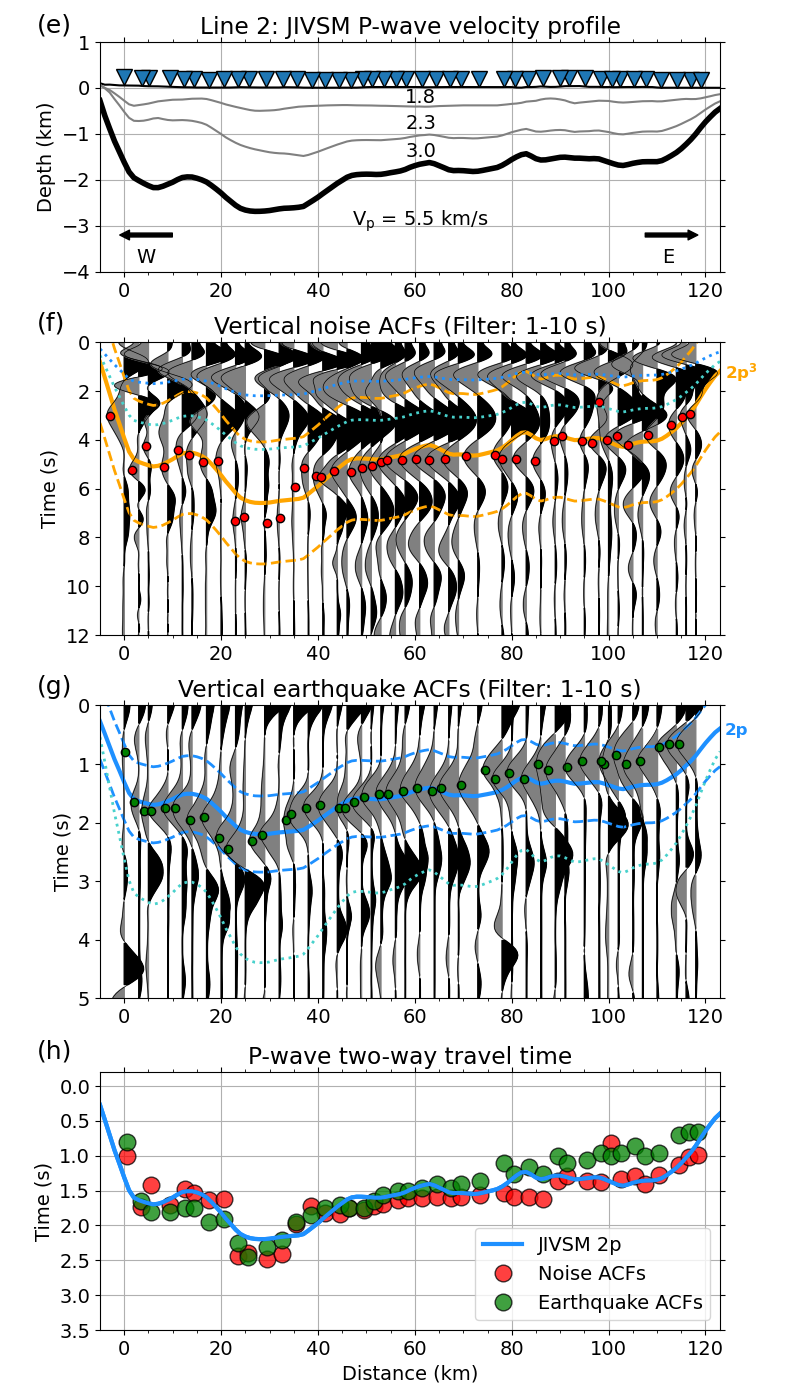 (e)
Line 2: JIVSM P-wave velocity profile
1
0
−1
−2
−3
−4
Depth (km)
1.8
2.3
3.0
Vp = 5.5 km/s
W
E
0 20 40 60 80 100 120
(f)
Vertical noise ACFs (Filter: 1-10 s)
0
2
4
6
8
10
12
Time (s)
2p³
0 20 40 60 80 100 120
(g)
Vertical earthquake ACFs (Filter: 1-10 s)
0
1
2
3
4
5
Time (s)
2p
0 20 40 60 80 100 120
(h)
P-wave two-way travel time
0.0
0.5
1.0
1.5
2.0
2.5
3.0
3.5
Time (s)
JIVSM 2p
Noise ACFs
Earthquake ACFs
0 20 40 60 80 100 120
Distance (km)